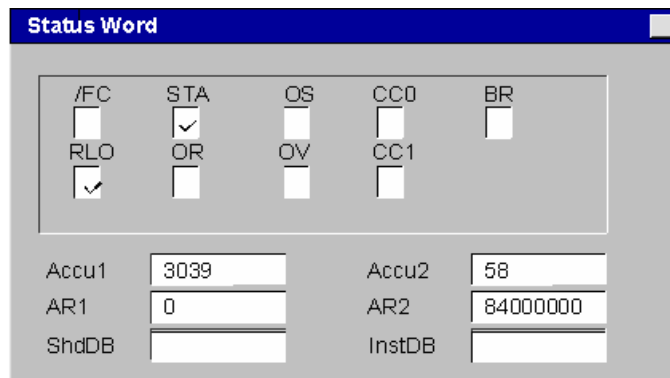 Status Word
/FC STA OS CC0 BR
RLO OR OV CC1
Accu1 3039 Accu2 58
AR1 0 AR2 84000000
ShdDB InstDB